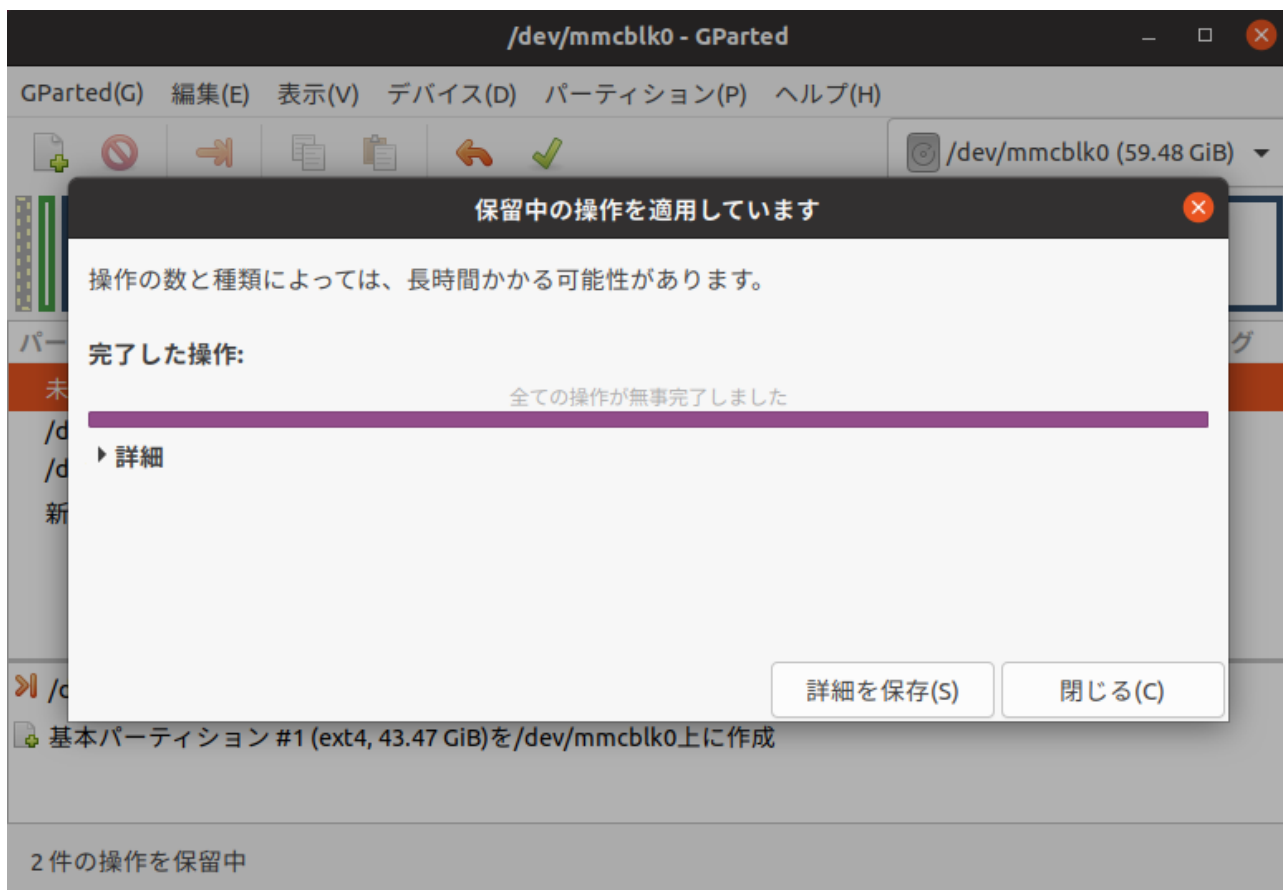 /dev/mmcblk0 - GParted
GParted(G) 編集(E) 表示(V) デバイス(D) パーティション(P) ヘルプ(H)
/dev/mmcblk0 (59.48 GiB)
保留中の操作を適用しています
操作の数と種類によっては、長時間かかる可能性があります。
パー
グ
完了した操作:
未
全ての操作が無事完了しました
/d
詳細
/d
新
/d
詳細を保存(S) 閉じる(C)
基本パーティション #1 (ext4, 43.47 GiB)を/dev/mmcblk0上に作成
2 件の操作を保留中